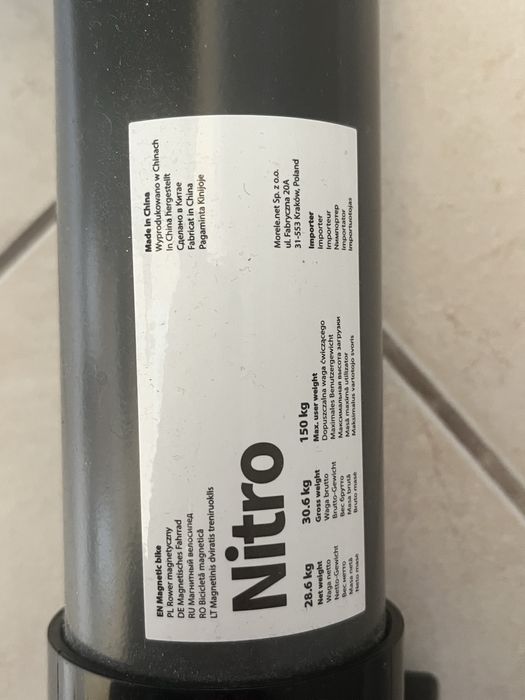 EN Magnetic bike
PL Rower magnetyczny
DE Magnetisches Fahrrad
RU Магнитный велосипед
RO Bicicletă magnetică
LT Magnetinis dviratis treniruoklis
Made in China
Wyprodukowano w Chinach
In China hergestellt
Сделано в Китае
Fabricat in China
Pagaminta Kinijoje
Nitro
28.6 kg
Net weight
Waga netto
Netto-Gewicht
Вес нетто
Masa netă
Neto masė
30.6 kg
Gross weight
Waga brutto
Brutto-Gewicht
Вес брутто
Masa brută
Bruto masė
150 kg
Max. user weight
Dopuszczalna waga ćwiczącego
Maximales Benutzergewicht
Максимальная высота загрузки
Masă maximă utilizator
Maksimalus vartotojo svoris
Morele.net Sp. z o.o.
ul. Fabryczna 20A
31-553 Kraków, Poland
Importer
Importer
Importeur
Importator
Importuotojas